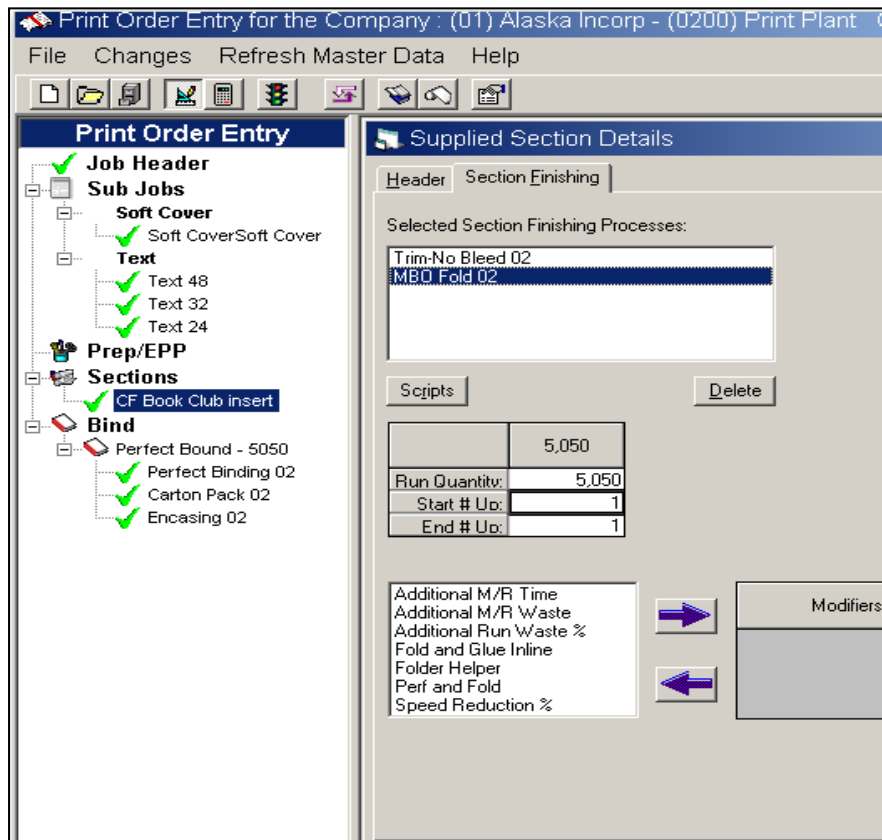 Print Order Entry for the Company : (01) Alaska Incorp - (0200) Print Plant
File Changes Refresh Master Data Help
Print Order Entry
Job Header
Sub Jobs
Soft Cover
Soft CoverSoft Cover
Text
Text 48
Text 32
Text 24
Prep/EPP
Sections
CF Book Club insert
Bind
Perfect Bound - 5050
Perfect Binding 02
Carton Pack 02
Encasing 02
Supplied Section Details
Header Section Finishing
Selected Section Finishing Processes:
Trim-No Bleed 02
MBO Fold 02
Scripts Delete
5,050
Run Quantity: 5,050
Start # Up: 1
End # Up: 1
Additional M/R Time
Additional M/R Waste
Additional Run Waste %
Fold and Glue Inline
Folder Helper
Perf and Fold
Speed Reduction %
Modifiers